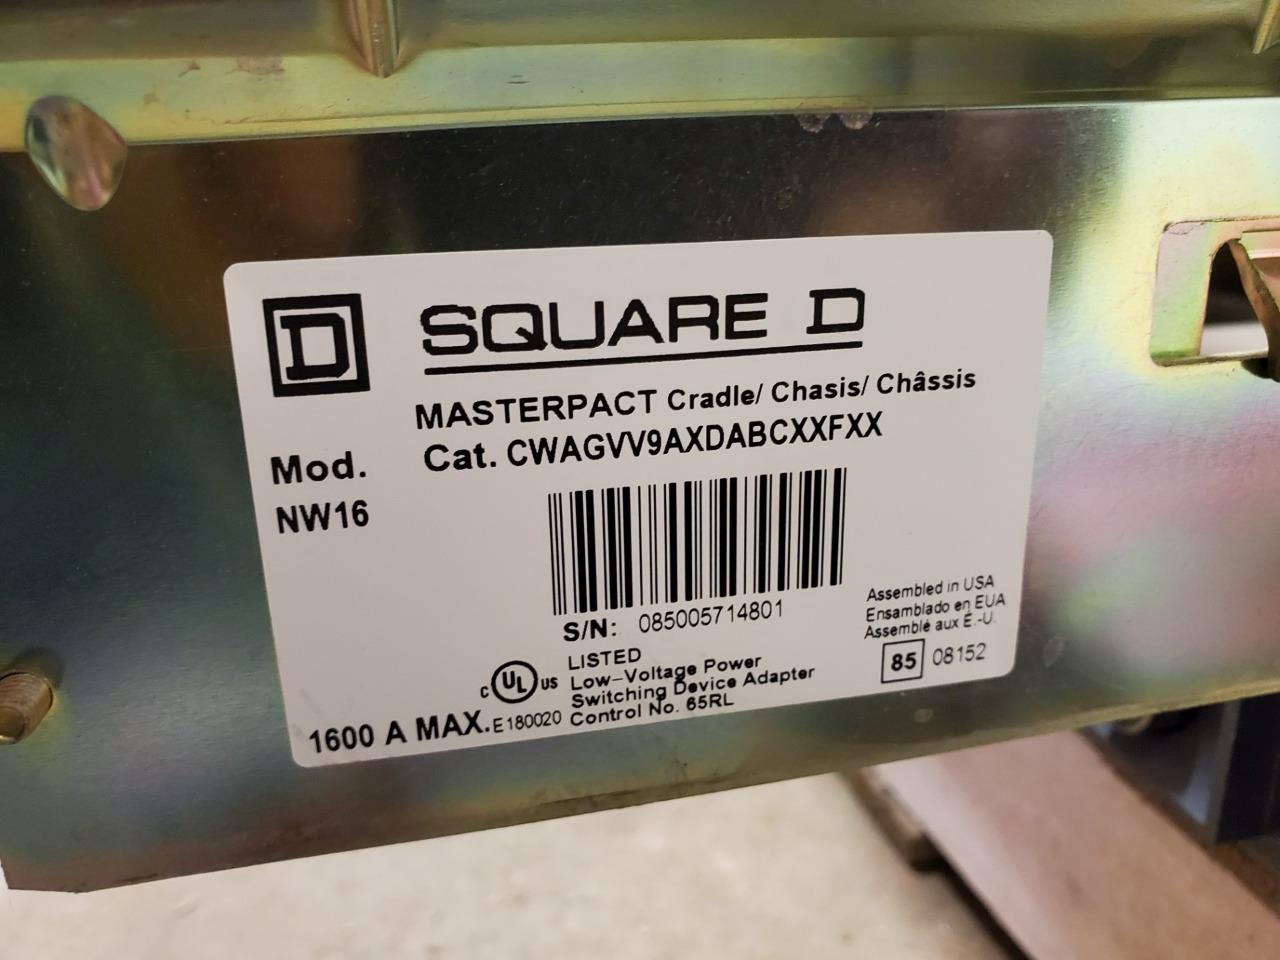 D SQUARE D
MASTERPACT Cradle/ Chasis/ Châssis
Mod. Cat. CWAGVV9AXDABCXXFXX
NW16
S/N: 085005714801
Assembled in USA
Ensamblado en EUA
Assemblé aux É.-U.
85 08152
C UL US LISTED
Low-Voltage Power
Switching Device Adapter
1600 A MAX. E180020 Control No. 65RL